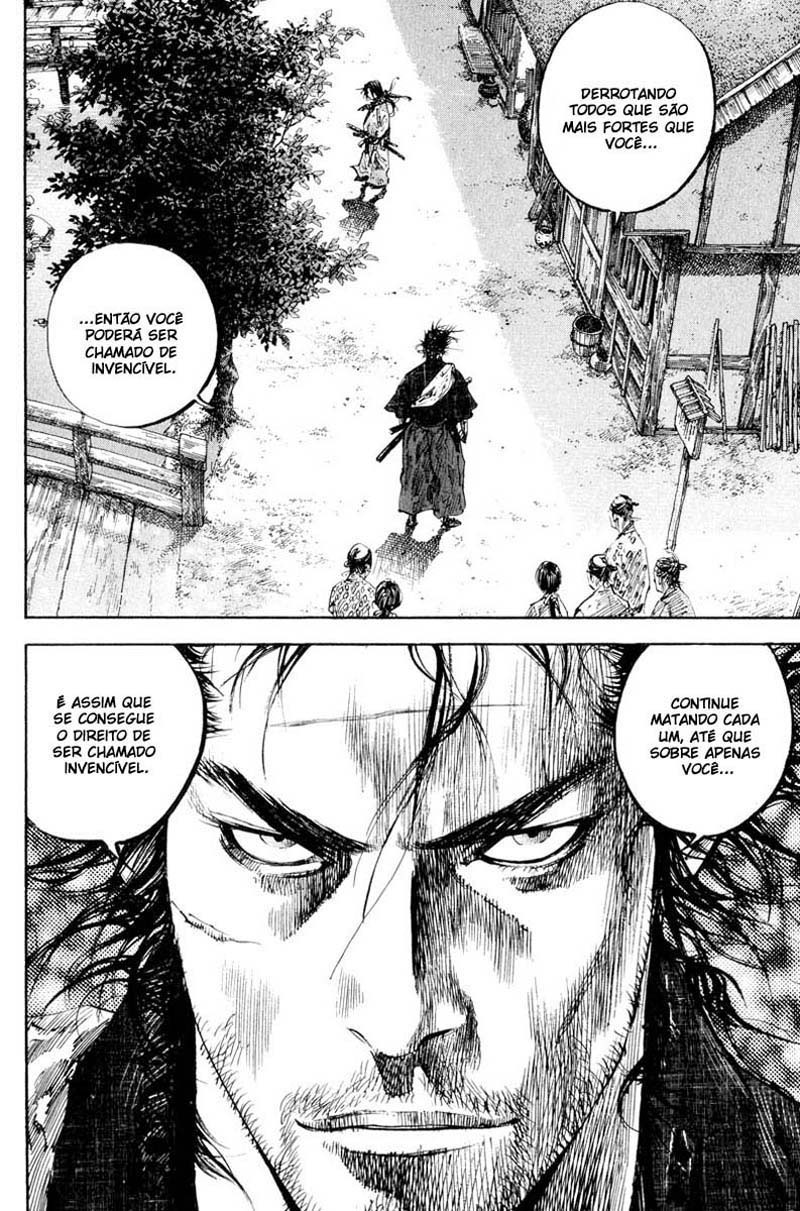 DERROTANDO
TODOS QUE SÃO
MAIS FORTES QUE
VOCÊ...
...ENTÃO VOCÊ
PODERÁ SER
CHAMADO DE
INVENCÍVEL.
CONTINUE
MATANDO CADA
UM, ATÉ QUE
SOBRE APENAS
VOCÊ...
É ASSIM QUE
SE CONSEGUE
O DIREITO DE
SER CHAMADO
INVENCÍVEL.